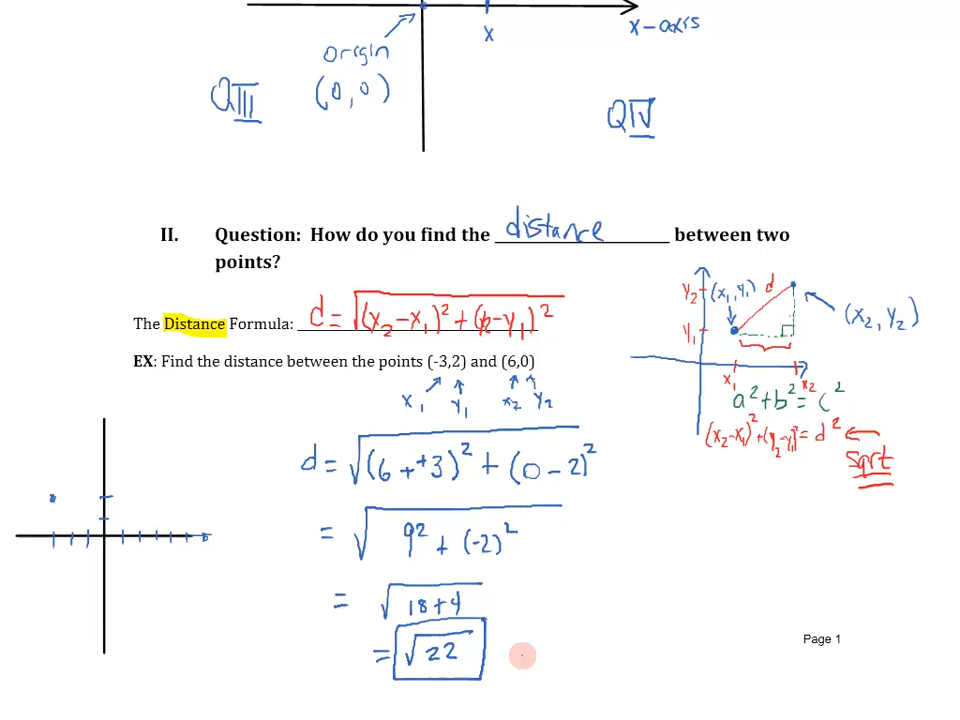 x
x-axis
origin
(0,0)
QIII
QIV
II. Question: How do you find the distance between two
points?
The Distance Formula: d = √(x₂-x₁)² + (y₂-y₁)²
EX: Find the distance between the points (-3,2) and (6,0)
x₁ y₁ x₂ y₂
d = √(6++3)² + (0-2)²
= √9² + (-2)²
= √18+4
= √22
y₂ (x₁,y₁) d
(x₂,y₂)
y₁
x₁ x₂
a²+b²=c²
(x₂-x₁)²+(y₂-y₁)²=d²
Sqrt
Page 1